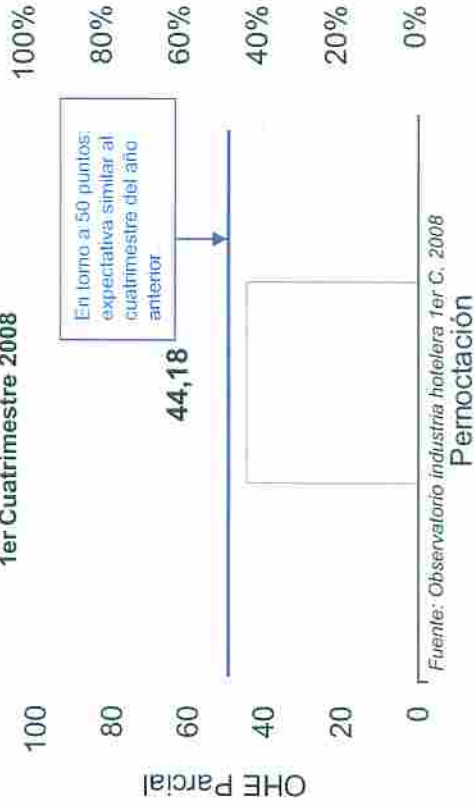 1er Cuatrimestre 2008
100
80
60
40
20
0
OHE Parcial
100%
80%
60%
40%
20%
0%
En torno a 50 puntos:
expectativa similar al
cuatrimestre del año
anterior.
44,18
Fuente: Observatorio industria hotelera 1er C. 2008
Pernoctación